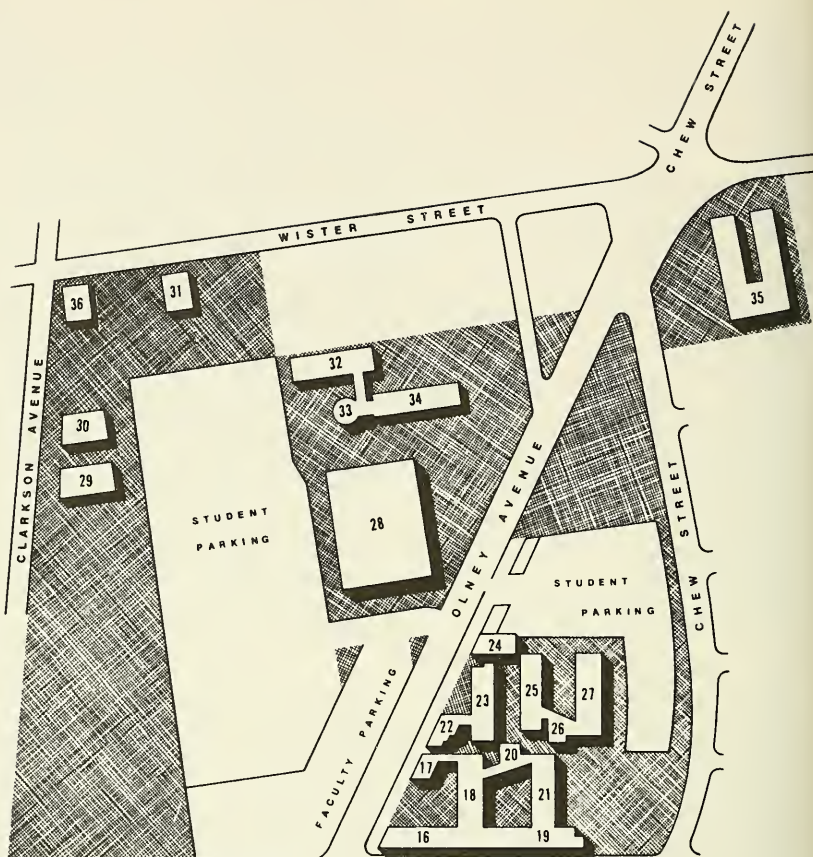 CHEW STREET
WISTER STREET
36
31
35
32
CLARKSON AVENUE
33
34
30
29
OLNEY AVENUE
CHEW STREET
STUDENT
PARKING
28
STUDENT
PARKING
24
23
25
27
FACULTY PARKING
22
26
20
17
18
21
16
19